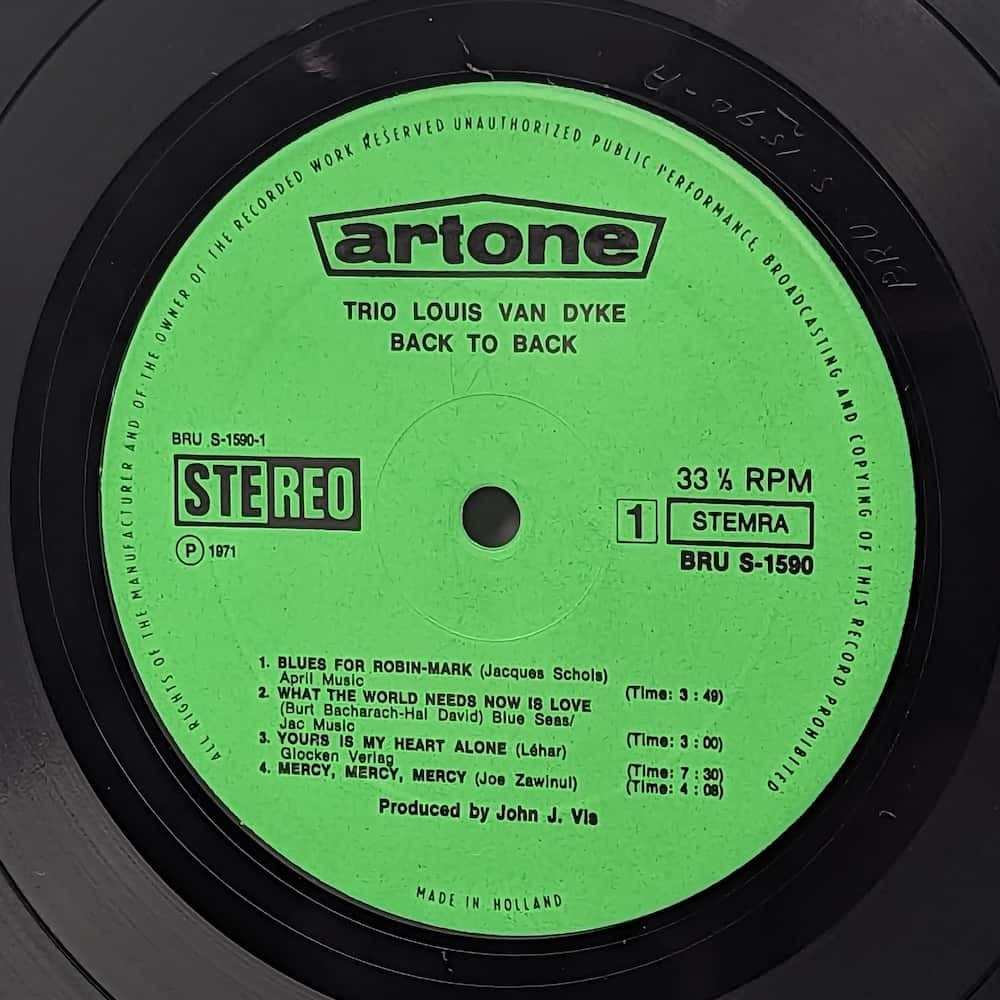 ALL RIGHTS OF THE MANUFACTURER AND OF THE OWNER OF THE RECORDED WORK RESERVED UNAUTHORIZED PUBLIC PERFORMANCE, BROADCASTING AND COPYING OF THIS RECORD PROHIBITED
BRU S·1590-A
artone
TRIO LOUIS VAN DYKE
BACK TO BACK
BRU S-1590-1
STEREO
℗ 1971
33 ⅓ RPM
1 STEMRA
BRU S-1590
1. BLUES FOR ROBIN-MARK (Jacques Schols)
April Music (Time: 3 : 49)
2. WHAT THE WORLD NEEDS NOW IS LOVE
(Burt Bacharach-Hal David) Blue Seas/
Jac Music (Time: 3 : 00)
3. YOURS IS MY HEART ALONE (Léhar)
Glocken Verlag (Time: 7 : 30)
4. MERCY, MERCY, MERCY (Joe Zawinul) (Time: 4 : 08)
Produced by John J. Vis
MADE IN HOLLAND